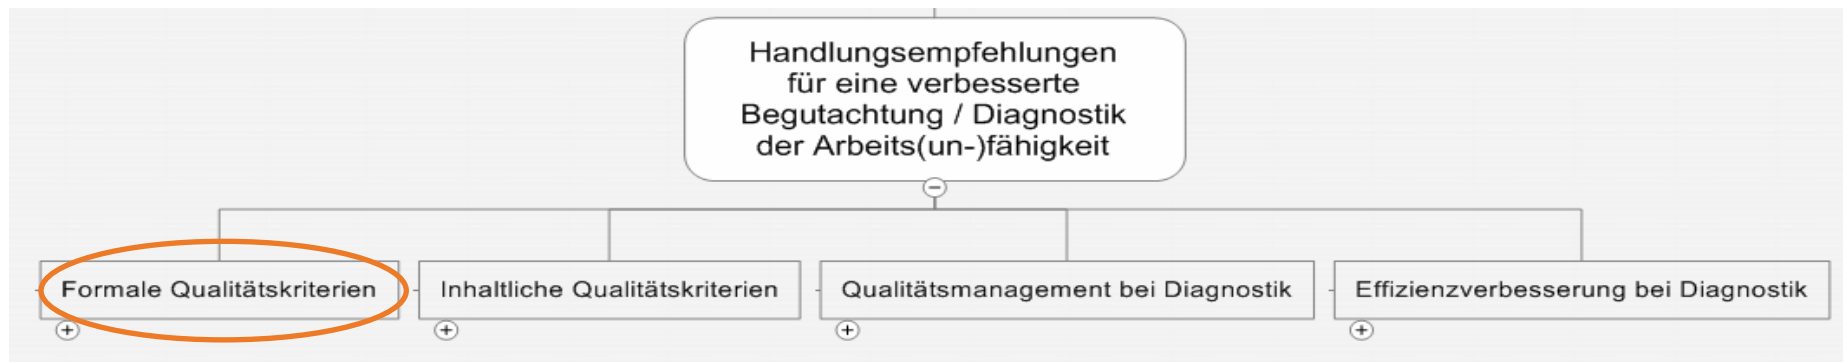 Handlungsempfehlungen
für eine verbesserte
Begutachtung / Diagnostik
der Arbeits(un-)fähigkeit
Formale Qualitätskriterien
Inhaltliche Qualitätskriterien
Qualitätsmanagement bei Diagnostik
Effizienzverbesserung bei Diagnostik